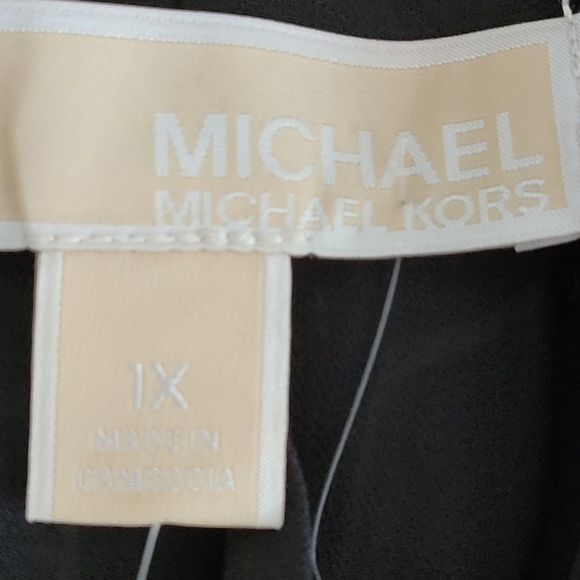 MICHAEL
MICHAEL KORS
1X
MADE IN
CAMBODIA